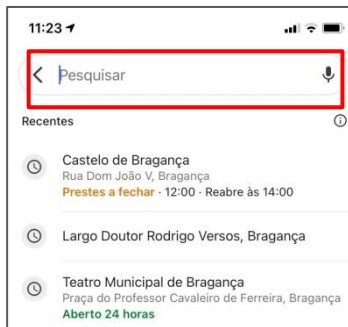 11:23
Pesquisar
Recentes
Castelo de Bragança
Rua Dom João V, Bragança
Prestes a fechar · 12:00 · Reabre às 14:00
Largo Doutor Rodrigo Versos, Bragança
Teatro Municipal de Bragança
Praça do Professor Cavaleiro de Ferreira, Bragança
Aberto 24 horas